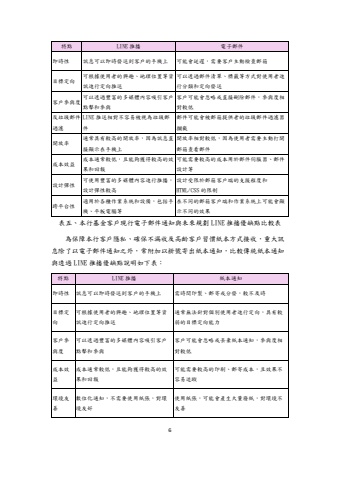 特點 LINE 推播 電子郵件
即時性 訊息可以即時發送到客戶的手機上 可能會延遲，需要客戶主動檢查郵箱
目標定向 可根據使用者的興趣、地理位置等資 可以透過郵件清單、標籤等方式對使用者進
訊進行定向推送 行分類和定向發送
客戶參與度 可以透過豐富的多媒體內容吸引客戶 客戶可能會忽略或直接刪除郵件，參與度相
點擊和參與 對較低
反垃圾郵件 LINE 推送相對不容易被視為垃圾郵 郵件可能會被郵箱提供者的垃圾郵件過濾器
過濾 件 攔截
開啟率 通常具有較高的開啟率，因為訊息直 開啟率相對較低，因為使用者需要主動打開
接顯示在手機上 郵箱查看郵件
成本效益 成本通常較低，且能夠獲得較高的效 可能需要較高的成本用於郵件伺服器、郵件
果和回報 設計等
設計彈性 可使用豐富的多媒體內容進行推播， 設計受限於郵箱客戶端的支援程度和
設計彈性較高 HTML/CSS 的限制
跨平台性 適用於各種作業系統和設備，包括手 在不同的郵箱客戶端和作業系統上可能會顯
機、平板電腦等 示不同的效果
表五、本行基金客戶現行電子郵件通知與未來規劃 LINE 推播優缺點比較表
為保障本行客戶隱私、確保不漏收及高齡客戶習慣紙本方式接收，重大訊
息除了以電子郵件通知之外，常附加以掛號寄出紙本通知，比較傳統紙本通知
與透過 LINE 推播優缺點說明如下表：
特點 LINE 推播 紙本通知
即時性 訊息可以即時發送到客戶的手機上 需時間印製、郵寄或分發，較不及時
目標定 可根據使用者的興趣、地理位置等資 通常無法針對個別使用者進行定向，具有較
向 訊進行定向推送 弱的目標定向能力
客戶參 可以透過豐富的多媒體內容吸引客戶 客戶可能會忽略或丟棄紙本通知，參與度相
與度 點擊和參與 對較低
成本效 成本通常較低，且能夠獲得較高的效 可能需要較高的印刷、郵寄成本，且效果不
益 果和回報 容易追蹤
環境友 數位化通知，不需要使用紙張，對環 使用紙張，可能會產生大量廢紙，對環境不
善 境友好 友善
6